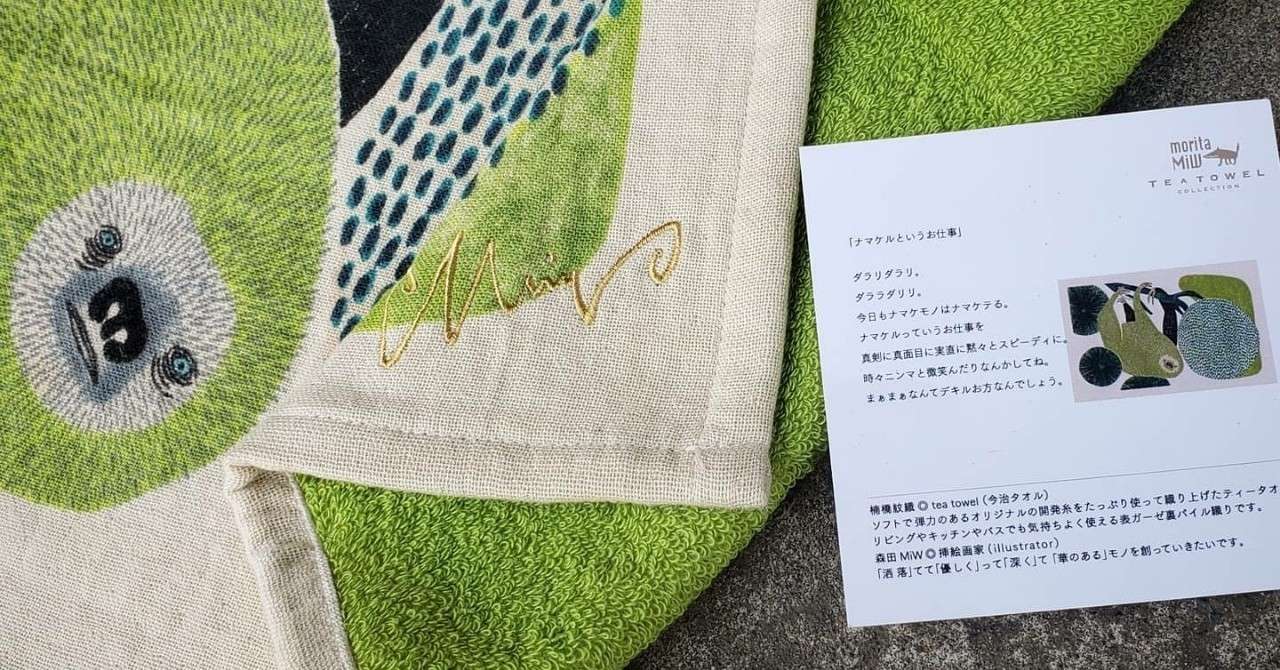 morita
MiW
TEA TOWEL
COLLECTION
「ナマケルというお仕事」
ダラリダラリ。
ダララダリリ。
今日もナマケモノはナマケテる。
ナマケルっていうお仕事を
真剣に真面目に実直に黙々とスピーディに。
時々ニンマと微笑んだりなんかしてね。
まぁまぁなんてデキルお方なんでしょう。
楠橋紋織◎tea towel(今治タオル)
ソフトで弾力のあるオリジナルの開発糸をたっぷり使って織り上げたティータオ
リビングやキッチンやバスでも気持ちよく使える表ガーゼ裏パイル織りです。
森田MiW◎挿絵画家(illustrator)
「洒落」てて「優しく」って「深く」て「華のある」モノを創っていきたいです。